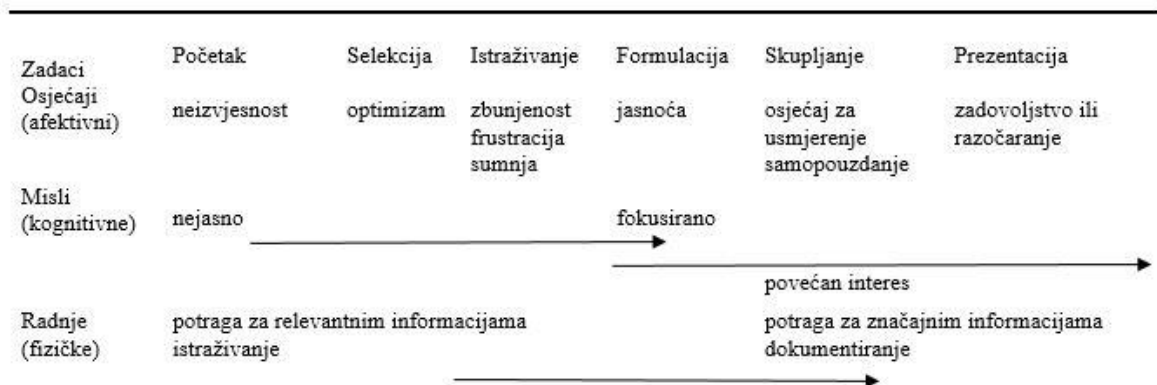 Zadaci Početak Selekcija Istraživanje Formulacija Skupljanje Prezentacija
Osjećaji neizvjesnost optimizam zbunjenost jasnoća osjećaj za zadovoljstvo ili
(afektivni) frustracija usmjerenje razočaranje
sumnja samopouzdanje
Misli
(kognitivne) nejasno fokusirano
povećan interes
Radnje potraga za relevantnim informacijama potraga za značajnim informacijama
(fizičke) istraživanje dokumentiranje